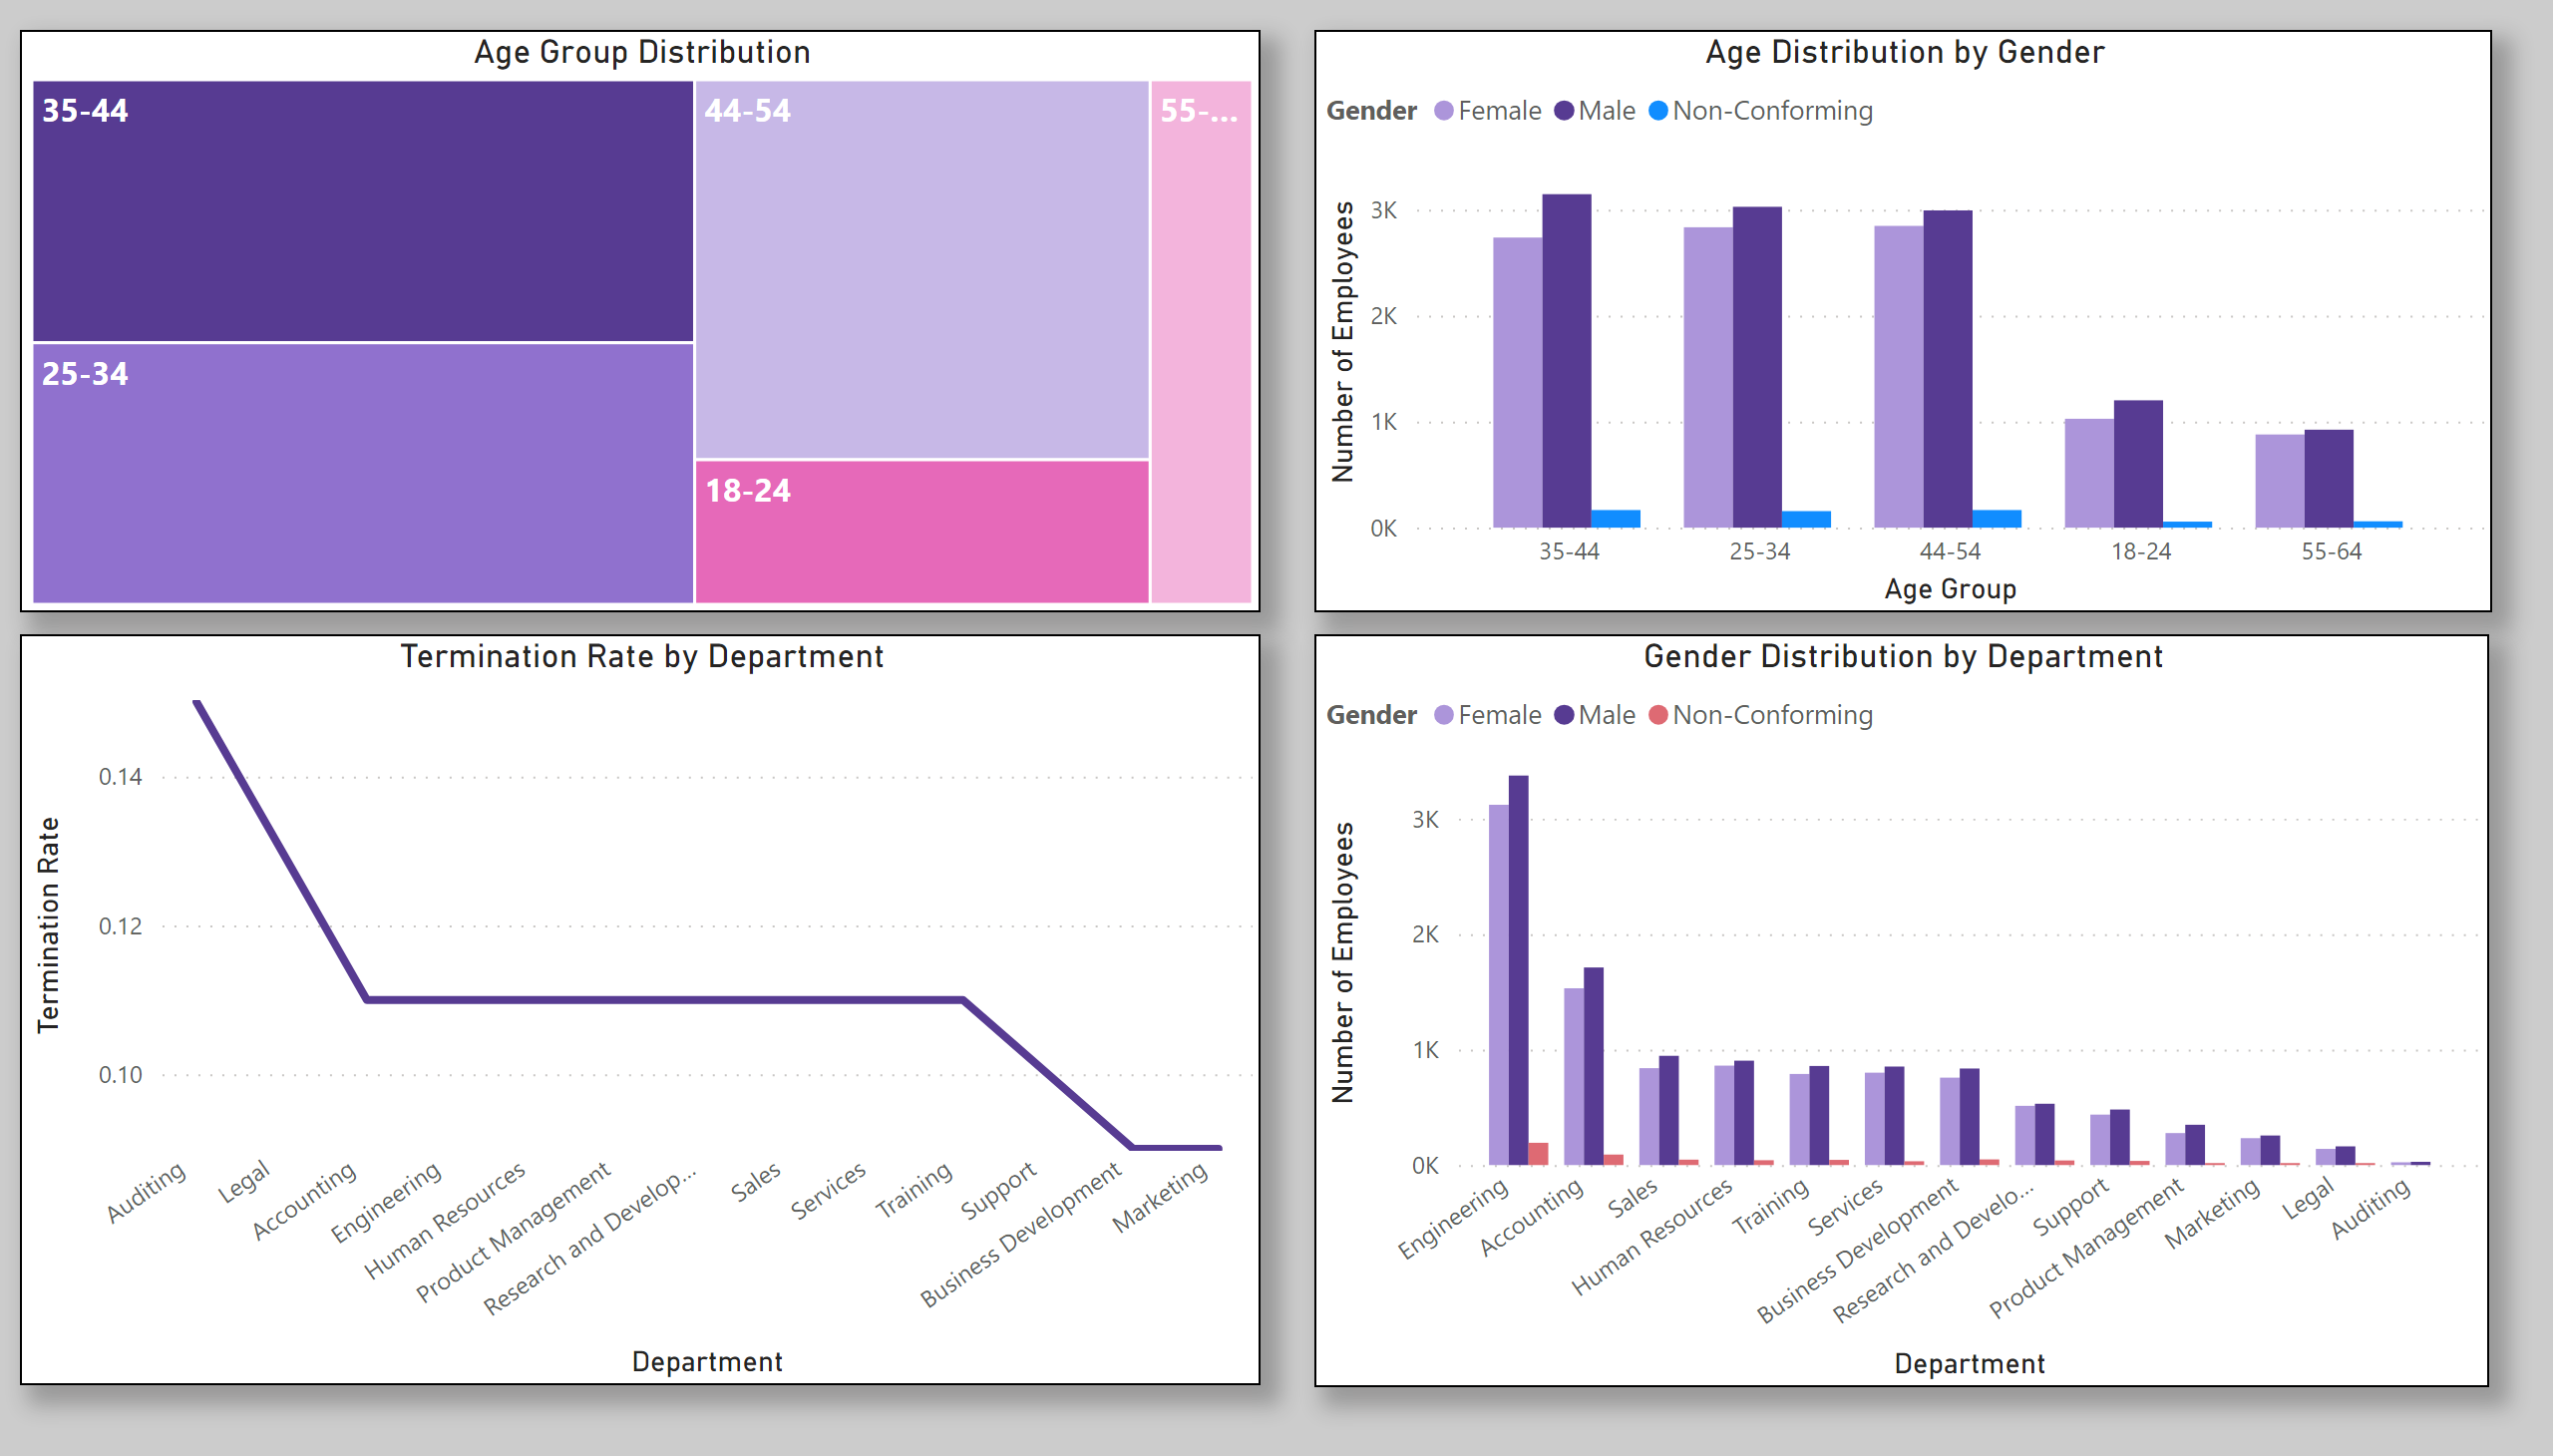 Age Group Distribution
35-44
44-54
55-...
25-34
18-24
Age Distribution by Gender
Gender Female Male Non-Conforming
Number of Employees
3K
2K
1K
0K
35-44 25-34 44-54 18-24 55-64
Age Group
Termination Rate by Department
Termination Rate
0.14
0.12
0.10
Auditing
Legal
Accounting
Engineering
Human Resources
Product Management
Research and Develop...
Sales
Services
Training
Support
Business Development
Marketing
Department
Gender Distribution by Department
Gender Female Male Non-Conforming
Number of Employees
3K
2K
1K
0K
Engineering
Accounting
Sales
Human Resources
Training
Services
Business Development
Research and Develo...
Support
Product Management
Marketing
Legal
Auditing
Department